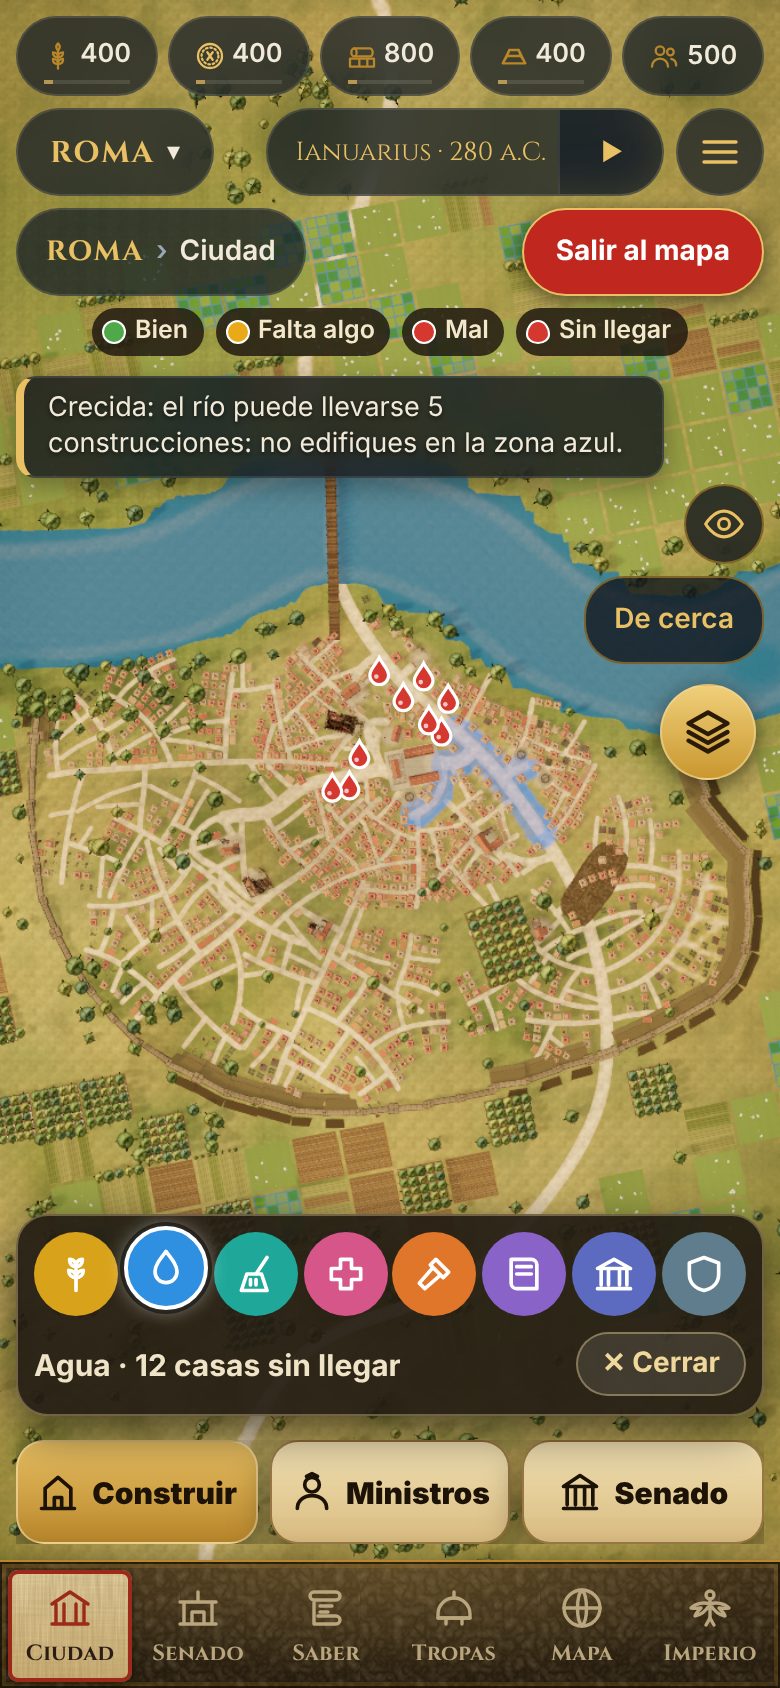 400 400 800 400 500
ROMA ▾ IANUARIUS · 280 A.C.
ROMA › Ciudad Salir al mapa
Bien Falta algo Mal Sin llegar
Crecida: el río puede llevarse 5
construcciones: no edifiques en la zona azul.
De cerca
Agua · 12 casas sin llegar ✕ Cerrar
Construir Ministros Senado
CIUDAD SENADO SABER TROPAS MAPA IMPERIO